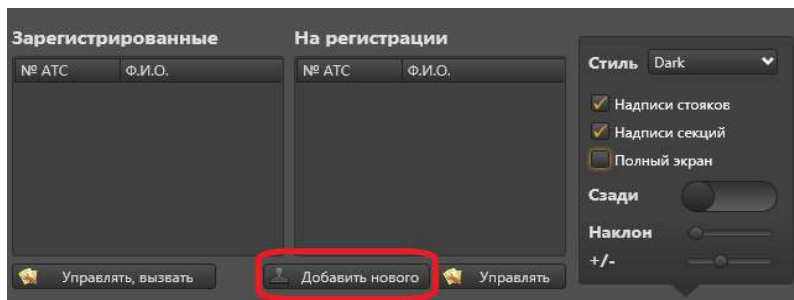 Зарегистрированные
№ АТС Ф.И.О.
Управлять, вызвать
На регистрации
№ АТС Ф.И.О.
Добавить нового Управлять
Стиль Dark
Надписи стояков
Надписи секций
Полный экран
Сзади
Наклон
+/-